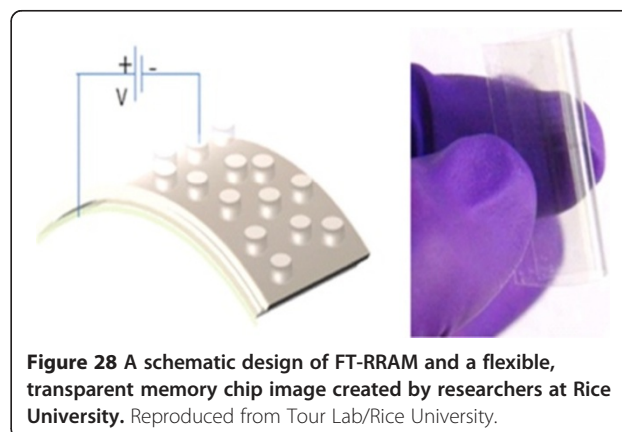 + -
V
Figure 28 A schematic design of FT-RRAM and a flexible,
transparent memory chip image created by researchers at Rice
University. Reproduced from Tour Lab/Rice University.